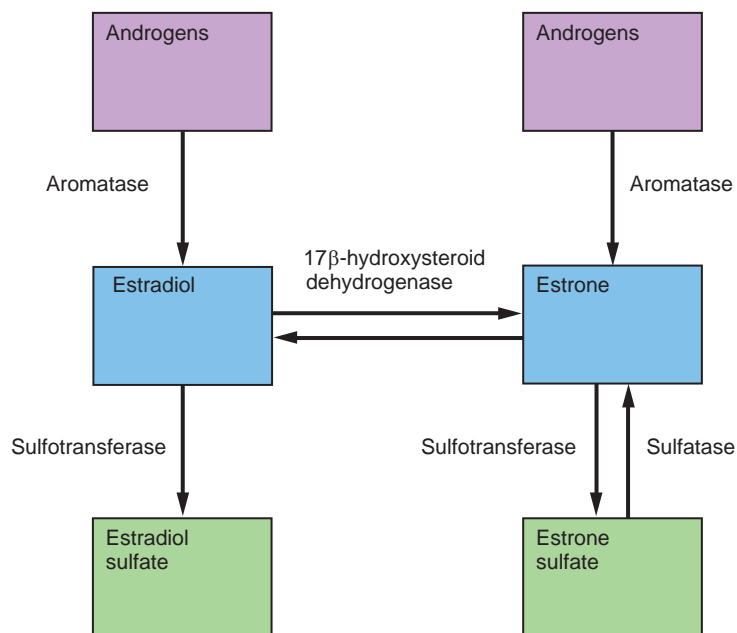 Androgens
Androgens
Aromatase
Aromatase
17β-hydroxysteroid
dehydrogenase
Estradiol
Estrone
Sulfotransferase
Sulfotransferase
Sulfatase
Estradiol
sulfate
Estrone
sulfate